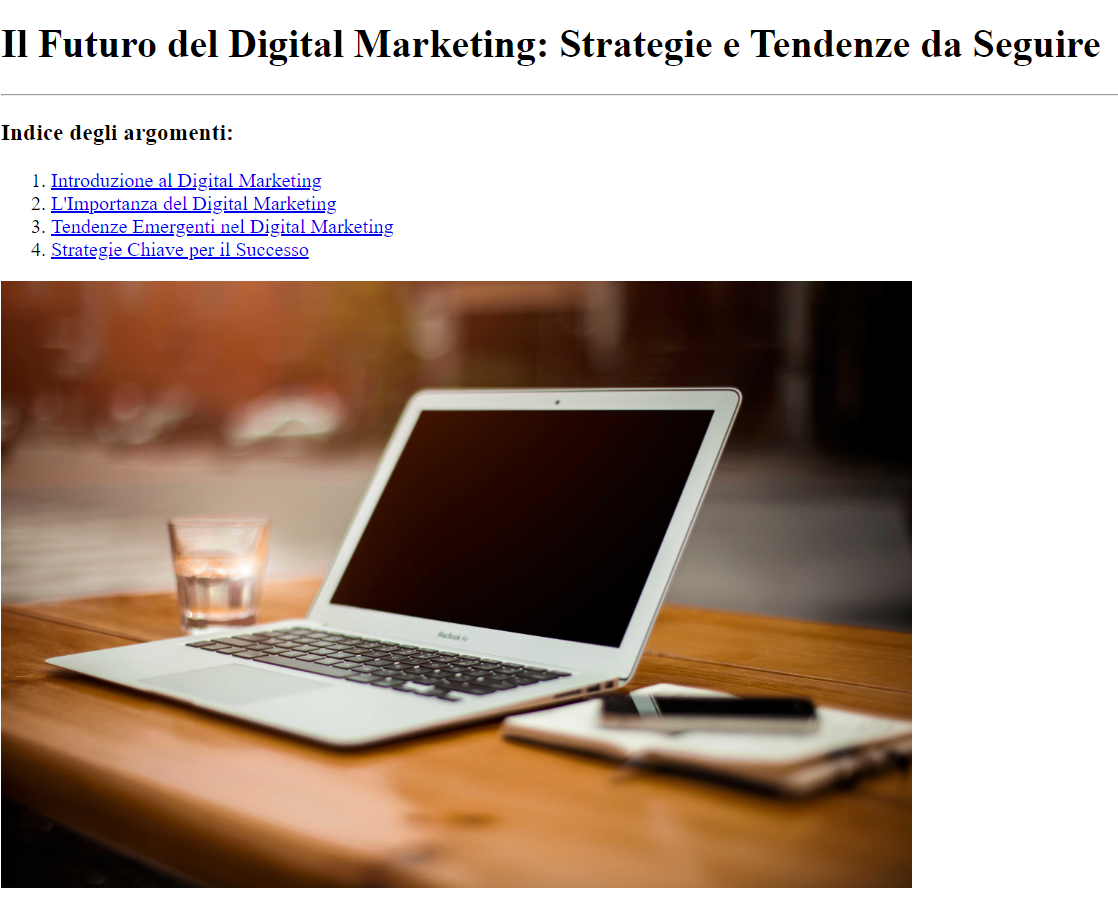 Il Futuro del Digital Marketing: Strategie e Tendenze da Seguire
Indice degli argomenti:
1. Introduzione al Digital Marketing
2. L'Importanza del Digital Marketing
3. Tendenze Emergenti nel Digital Marketing
4. Strategie Chiave per il Successo
MacBook Air